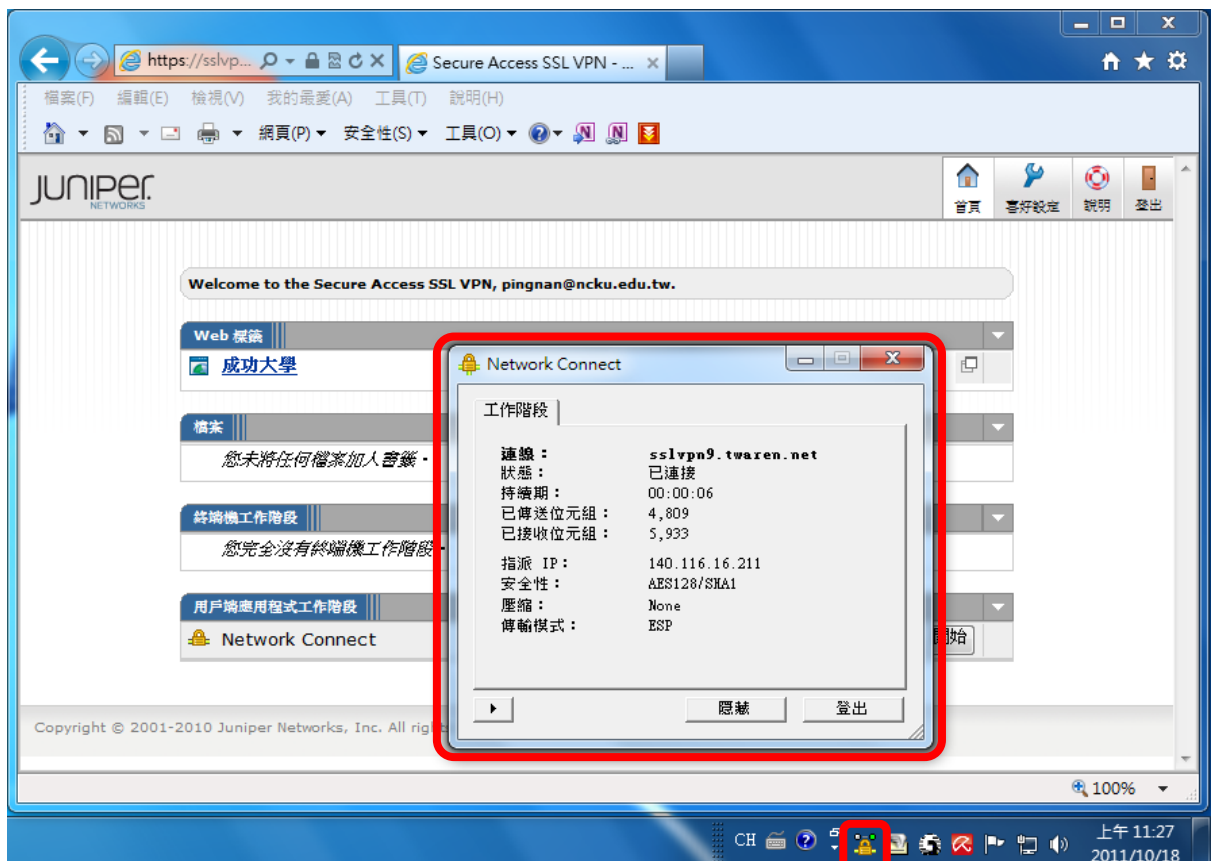 https://sslvp...
Secure Access SSL VPN - ...
檔案(F) 編輯(E) 檢視(V) 我的最愛(A) 工具(T) 說明(H)
網頁(P) 安全性(S) 工具(O)
JUNIPER
NETWORKS
首頁 喜好設定 說明 登出
Welcome to the Secure Access SSL VPN, pingnan@ncku.edu.tw.
Web 標籤
成功大學
檔案
您未將任何檔案加入書籤。
終端機工作階段
您完全沒有終端機工作階段。
用戶端應用程式工作階段
Network Connect
開始
Network Connect
工作階段
連線： sslvpn9.twaren.net
狀態： 已連接
持續期： 00:00:06
已傳送位元組： 4,809
已接收位元組： 5,933
指派 IP： 140.116.16.211
安全性： AES128/SHA1
壓縮： None
傳輸模式： ESP
隱藏 登出
Copyright © 2001-2010 Juniper Networks, Inc. All
100%
CH
上午 11:27
2011/10/18